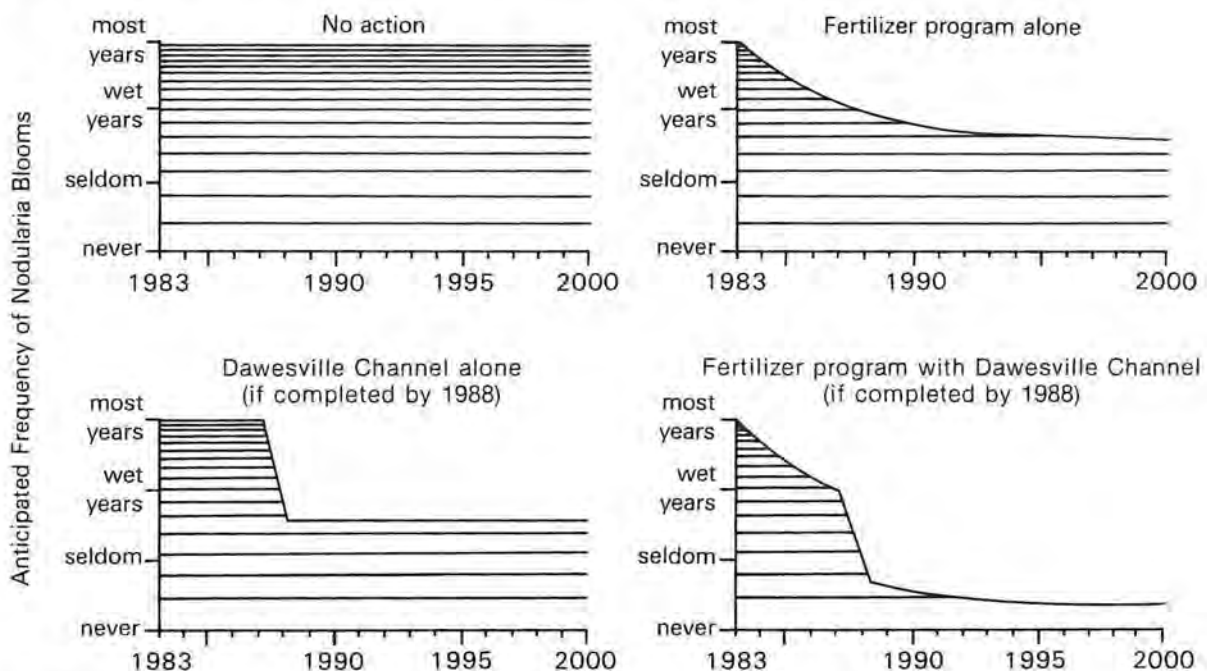 Anticipated Frequency of Nodularia Blooms
No action
most
years
wet
years
seldom
never
1983 1990 1995 2000
Fertilizer program alone
most
years
wet
years
seldom
never
1983 1990 1995 2000
Dawesville Channel alone
(if completed by 1988)
most
years
wet
years
seldom
never
1983 1990 1995 2000
Fertilizer program with Dawesville Channel
(if completed by 1988)
most
years
wet
years
seldom
never
1983 1990 1995 2000